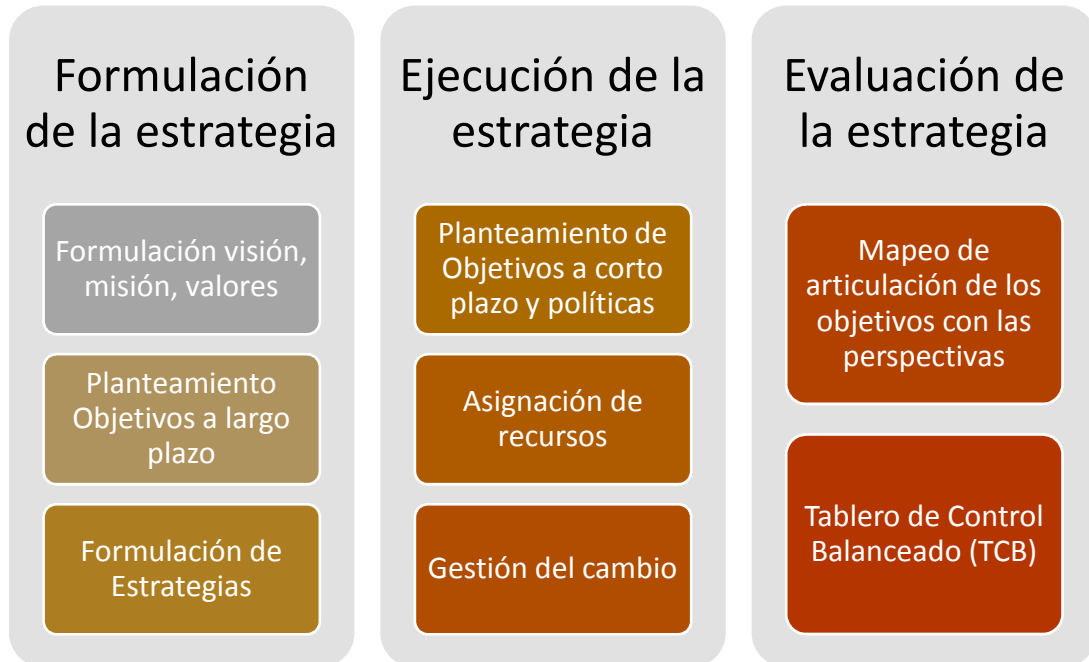 Formulación
de la estrategia
Formulación visión,
misión, valores
Planteamiento
Objetivos a largo
plazo
Formulación de
Estrategias
Ejecución de la
estrategia
Planteamiento de
Objetivos a corto
plazo y políticas
Asignación de
recursos
Gestión del cambio
Evaluación de
la estrategia
Mapeo de
articulación de los
objetivos con las
perspectivas
Tablero de Control
Balanceado (TCB)